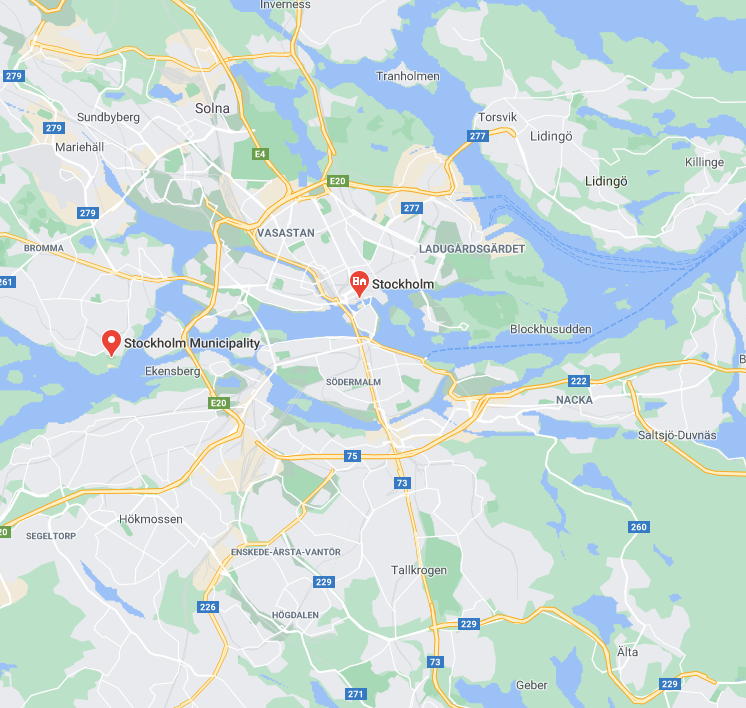 Inverness
279
Tranholmen
Solna
Sundbyberg
Torsvik
279
277
Lidingö
Mariehäll
E4
Killinge
Lidingö
E20
279
277
VASASTAN
BROMMA
LADUGÅRDSGÄRDET
261
Stockholm
Blockhusudden
Stockholm Municipality
Ekensberg
SÖDERMALM
222
E20
NACKA
Saltsjö-Duvnäs
75
73
Hökmossen
260
20
SEGELTORP
ENSKEDE-ÅRSTA-VANTÖR
Tallkrogen
229
226
HÖGDALEN
229
Älta
73
Geber
229
271